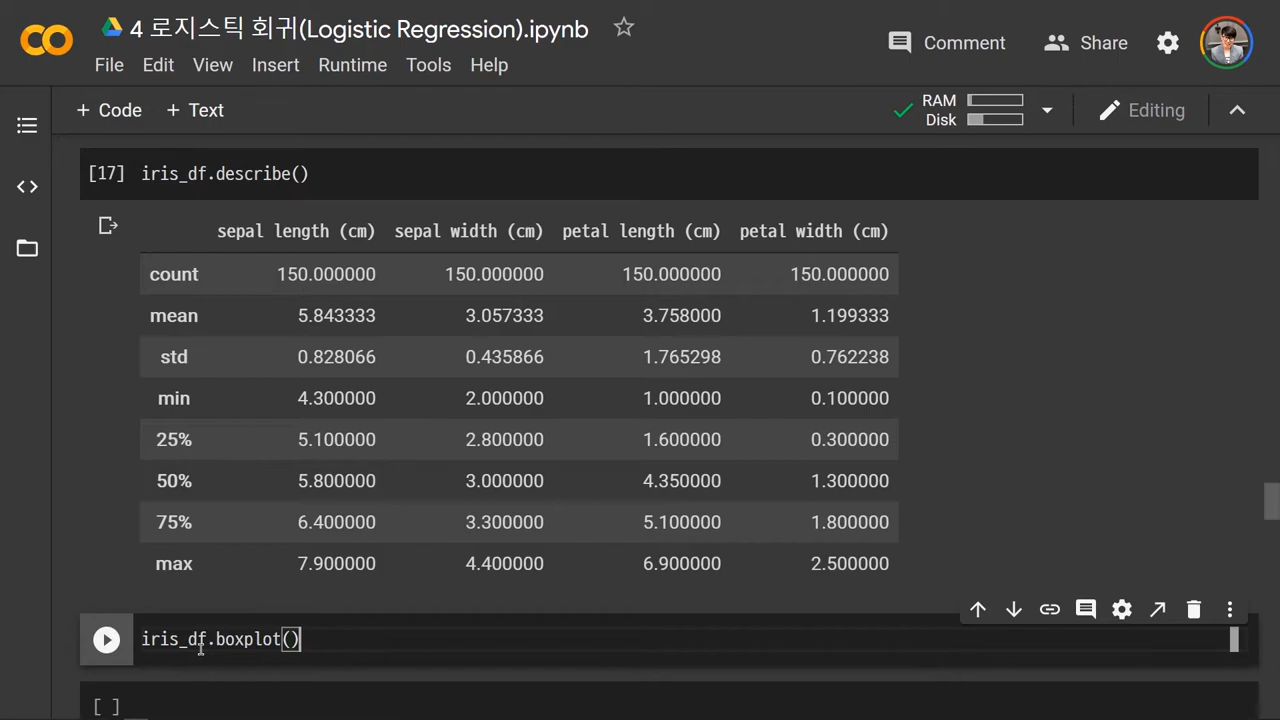 4 로지스틱 회귀(Logistic Regression).ipynb
Comment
Share
File Edit View Insert Runtime Tools Help
+ Code + Text
RAM
Disk
Editing
[17] iris_df.describe()
sepal length (cm) sepal width (cm) petal length (cm) petal width (cm)
count 150.000000 150.000000 150.000000 150.000000
mean 5.843333 3.057333 3.758000 1.199333
std 0.828066 0.435866 1.765298 0.762238
min 4.300000 2.000000 1.000000 0.100000
25% 5.100000 2.800000 1.600000 0.300000
50% 5.800000 3.000000 4.350000 1.300000
75% 6.400000 3.300000 5.100000 1.800000
max 7.900000 4.400000 6.900000 2.500000
iris_df.boxplot()
[ ]